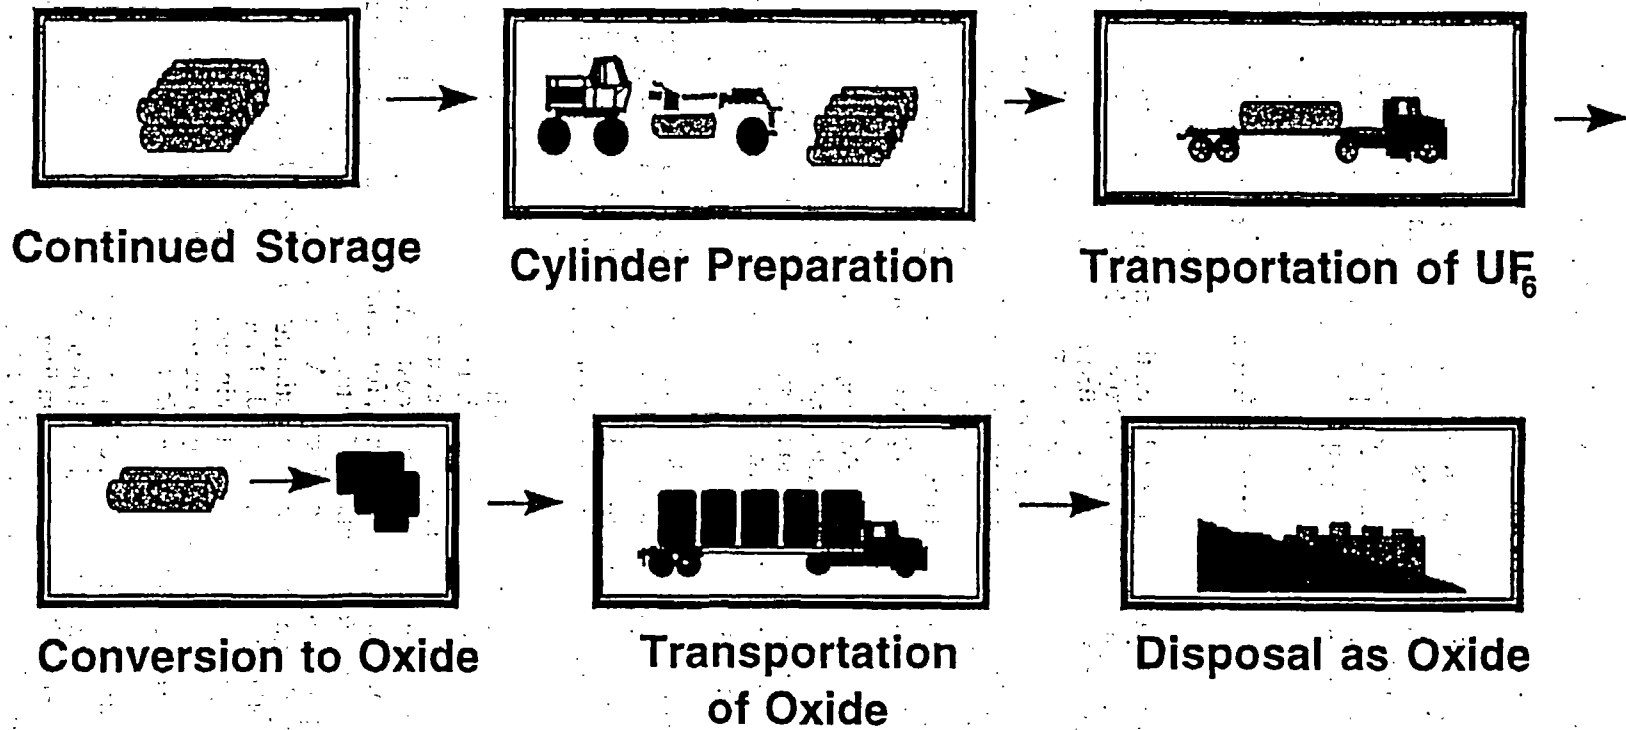 Continued Storage
Cylinder Preparation
Transportation of UF₆
Conversion to Oxide
Transportation
of Oxide
Disposal as Oxide